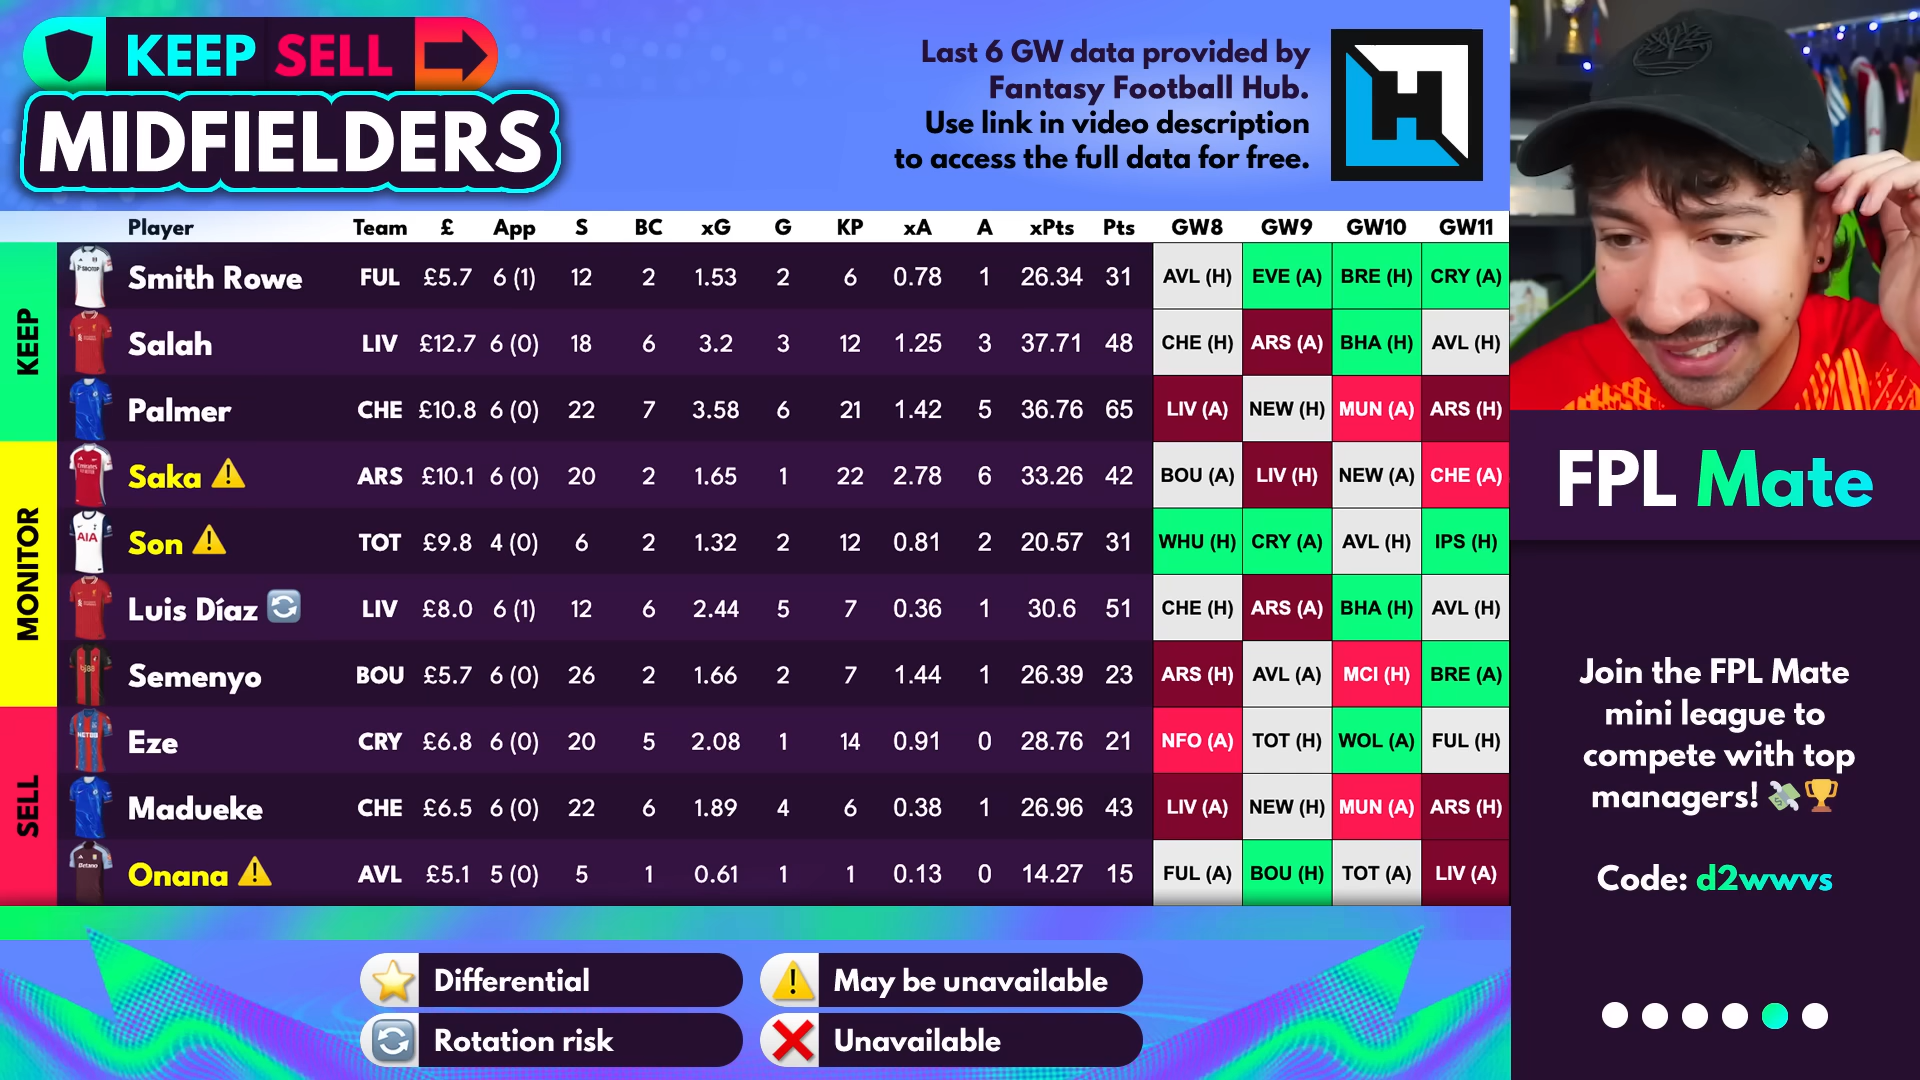 KEEP SELL
MIDFIELDERS
Last 6 GW data provided by
Fantasy Football Hub.
Use link in video description
to access the full data for free.
H
Player Team £ App S BC xG G KP xA A xPts Pts GW8 GW9 GW10 GW11
KEEP
Smith Rowe FUL £5.7 6 (1) 12 2 1.53 2 6 0.78 1 26.34 31 AVL (H) EVE (A) BRE (H) CRY (A)
Salah LIV £12.7 6 (0) 18 6 3.2 3 12 1.25 3 37.71 48 CHE (H) ARS (A) BHA (H) AVL (H)
Palmer CHE £10.8 6 (0) 22 7 3.58 6 21 1.42 5 36.76 65 LIV (A) NEW (H) MUN (A) ARS (H)
MONITOR
Saka ARS £10.1 6 (0) 20 2 1.65 1 22 2.78 6 33.26 42 BOU (A) LIV (H) NEW (A) CHE (A)
AIA
Son TOT £9.8 4 (0) 6 2 1.32 2 12 0.81 2 20.57 31 WHU (H) CRY (A) AVL (H) IPS (H)
Luis Díaz LIV £8.0 6 (1) 12 6 2.44 5 7 0.36 1 30.6 51 CHE (H) ARS (A) BHA (H) AVL (H)
Semenyo BOU £5.7 6 (0) 26 2 1.66 2 7 1.44 1 26.39 23 ARS (H) AVL (A) MCI (H) BRE (A)
SELL
Eze CRY £6.8 6 (0) 20 5 2.08 1 14 0.91 0 28.76 21 NFO (A) TOT (H) WOL (A) FUL (H)
Madueke CHE £6.5 6 (0) 22 6 1.89 4 6 0.38 1 26.96 43 LIV (A) NEW (H) MUN (A) ARS (H)
Onana AVL £5.1 5 (0) 5 1 0.61 1 1 0.13 0 14.27 15 FUL (A) BOU (H) TOT (A) LIV (A)
Differential
May be unavailable
Rotation risk
Unavailable
FPL Mate
Join the FPL Mate
mini league to
compete with top
managers!
Code: d2wwvs